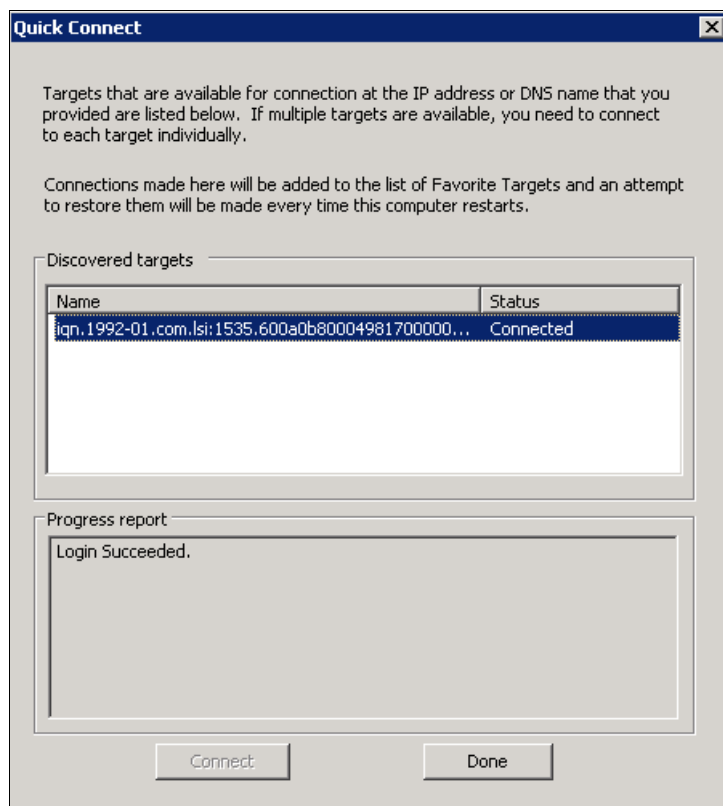 Quick Connect
Targets that are available for connection at the IP address or DNS name that you
provided are listed below.  If multiple targets are available, you need to connect
to each target individually.
Connections made here will be added to the list of Favorite Targets and an attempt
to restore them will be made every time this computer restarts.
Discovered targets
Name Status
iqn.1992-01.com.lsi:1535.600a0b80004981700000... Connected
Progress report
Login Succeeded.
Connect Done